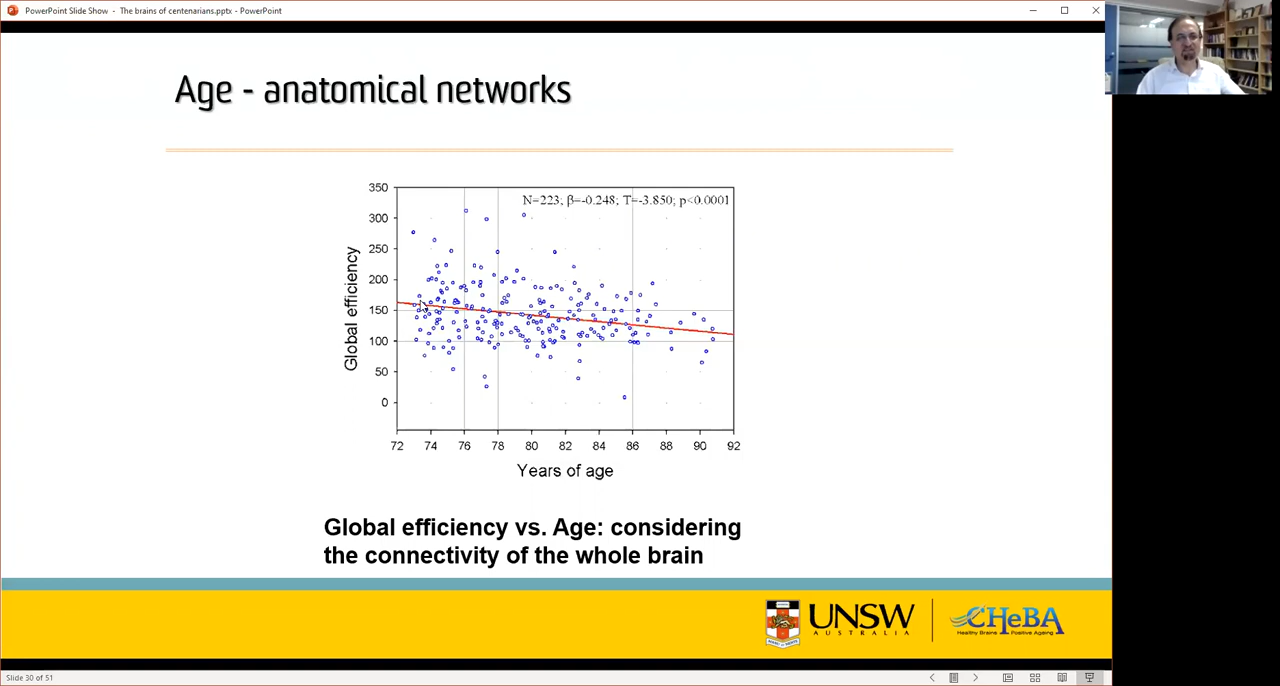 PowerPoint Slide Show - The brains of centenarians.pptx - PowerPoint
Age - anatomical networks
N=223; β=-0.248; T=-3.850; p<0.0001
350
300
250
200
150
100
50
0
Global efficiency
72 74 76 78 80 82 84 86 88 90 92
Years of age
Global efficiency vs. Age: considering
the connectivity of the whole brain
UNSW
AUSTRALIA
CHeBA
Healthy Brains Positive Ageing
Slide 30 of 51